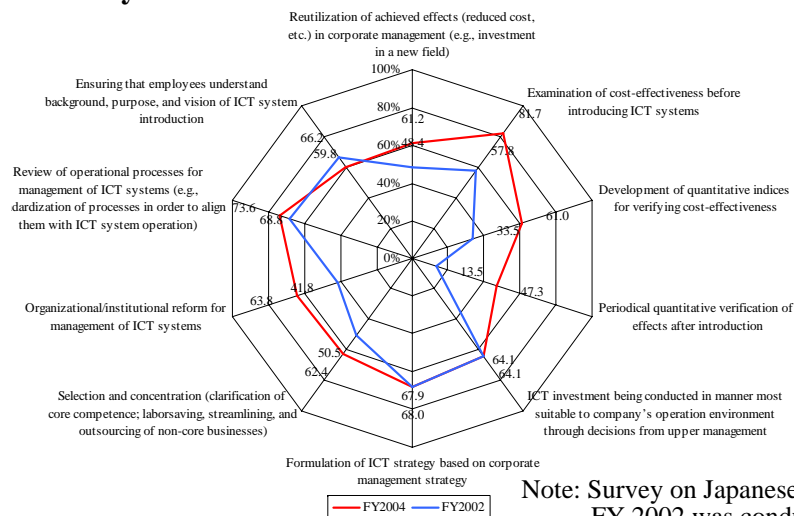 Reutilization of achieved effects (reduced cost,
etc.) in corporate management (e.g., investment
in a new field)
100%
80%
60%
40%
20%
0%
Examination of cost-effectiveness before
introducing ICT systems
Development of quantitative indices
for verifying cost-effectiveness
Periodical quantitative verification of
effects after introduction
ICT investment being conducted in manner most
suitable to company's operation environment
through decisions from upper management
Formulation of ICT strategy based on corporate
management strategy
Selection and concentration (clarification of
core competence; laborsaving, streamlining, and
outsourcing of non-core businesses)
Organizational/institutional reform for
management of ICT systems
Review of operational processes for
management of ICT systems (e.g.,
dardization of processes in order to align
them with ICT system operation)
Ensuring that employees understand
background, purpose, and vision of ICT system
introduction
61.2
48.4
81.7
57.8
61.0
33.5
47.3
13.5
64.1
64.1
67.9
68.0
50.5
62.4
41.8
63.8
73.6
68.8
66.2
59.8
FY2004
FY2002
Note: Survey on Japanese
FY 2002 was condu